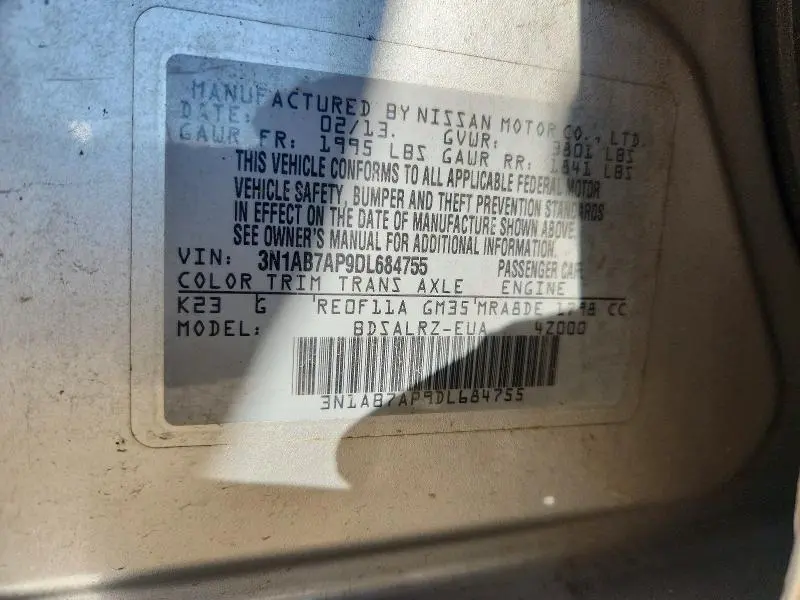 MANUFACTURED BY NISSAN MOTOR CO., LTD.
DATE: 02/13. GVWR: 3801 LBS
GAWR FR: 1995 LBS GAWR RR: 1841 LBS
THIS VEHICLE CONFORMS TO ALL APPLICABLE FEDERAL MOTOR
VEHICLE SAFETY, BUMPER AND THEFT PREVENTION STANDARDS
IN EFFECT ON THE DATE OF MANUFACTURE SHOWN ABOVE.
SEE OWNER'S MANUAL FOR ADDITIONAL INFORMATION.
VIN: 3N1AB7AP9DL684755 PASSENGER CAR
COLOR TRIM TRANS AXLE ENGINE
K23 G RE0F11A GM35 MRA8DE 1798 CC
MODEL: BDSALRZ-EUA 4Z000
3N1AB7AP9DL684755